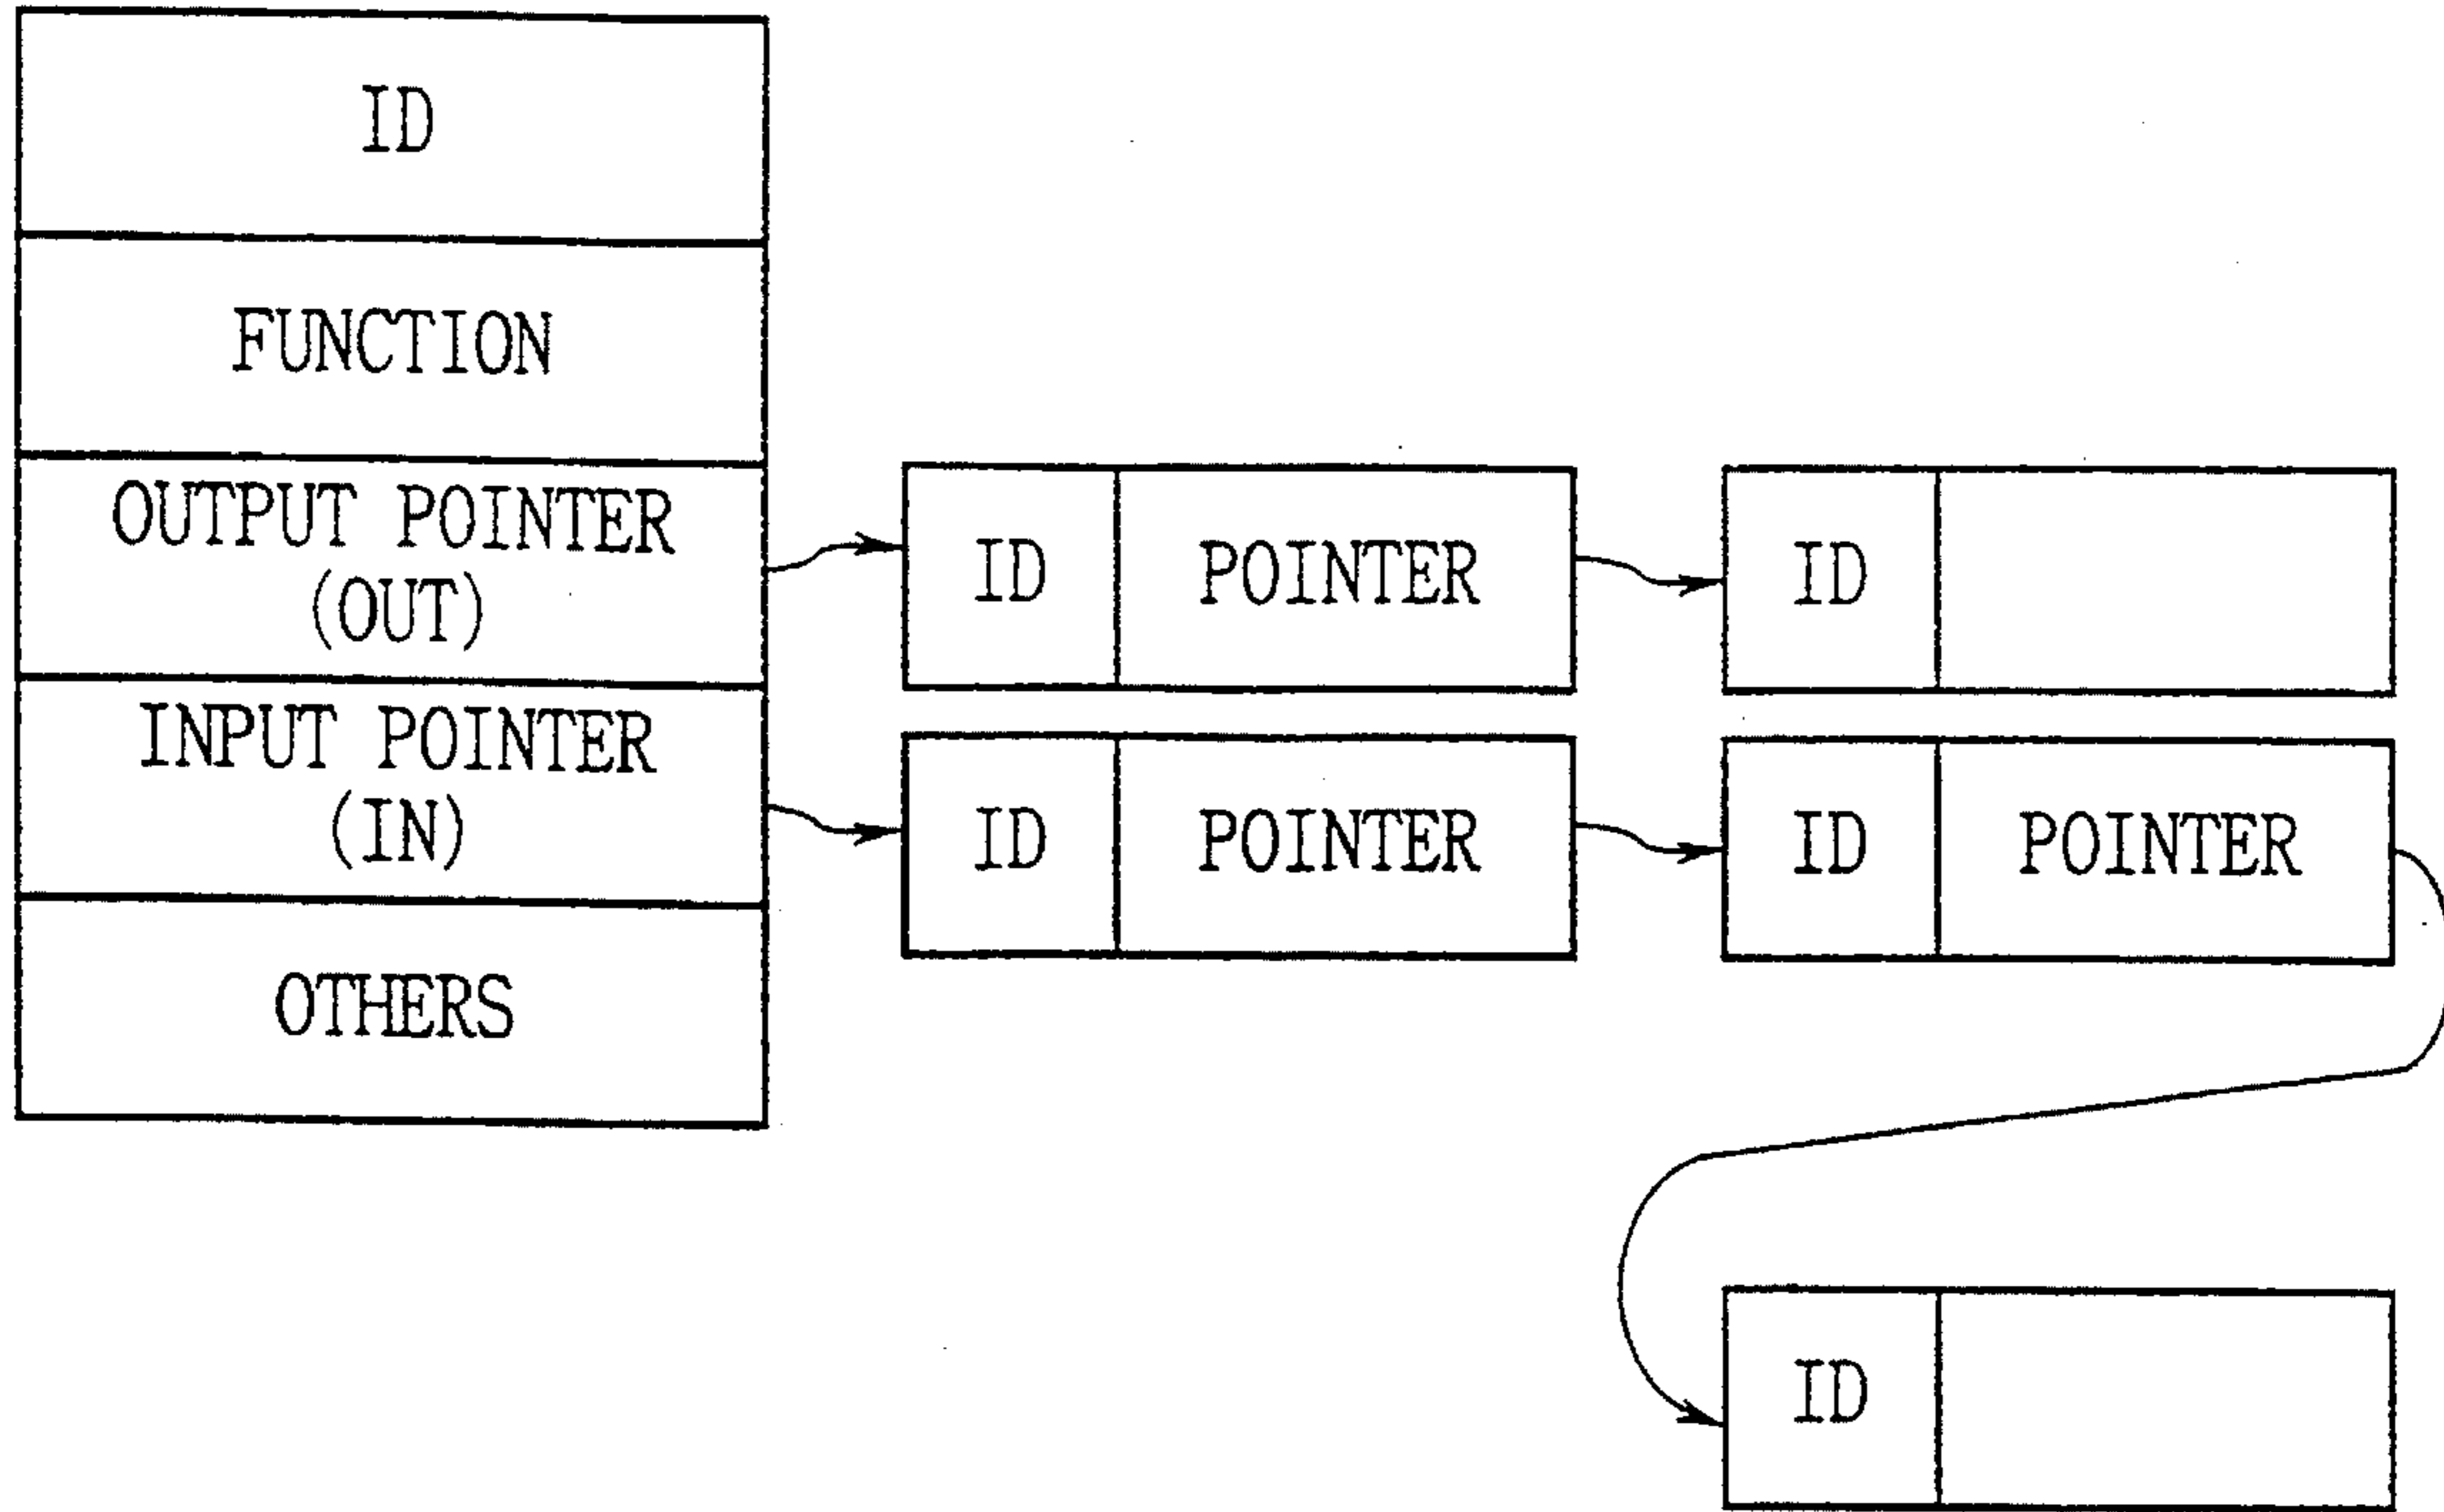 ID
FUNCTION
OUTPUT POINTER
(OUT)
ID POINTER
ID
INPUT POINTER
(IN)
ID POINTER
ID POINTER
OTHERS
ID